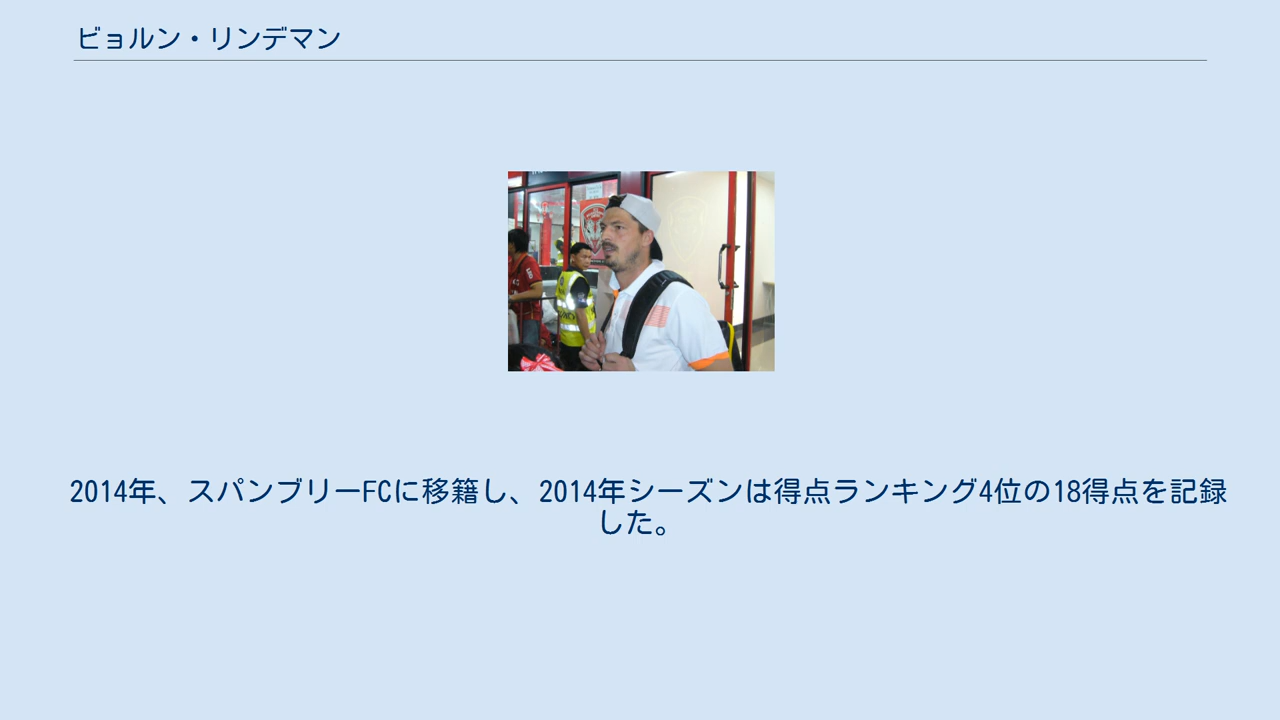 ビョルン・リンデマン
2014年、スパンブリーFCに移籍し、2014年シーズンは得点ランキング4位の18得点を記録
した。